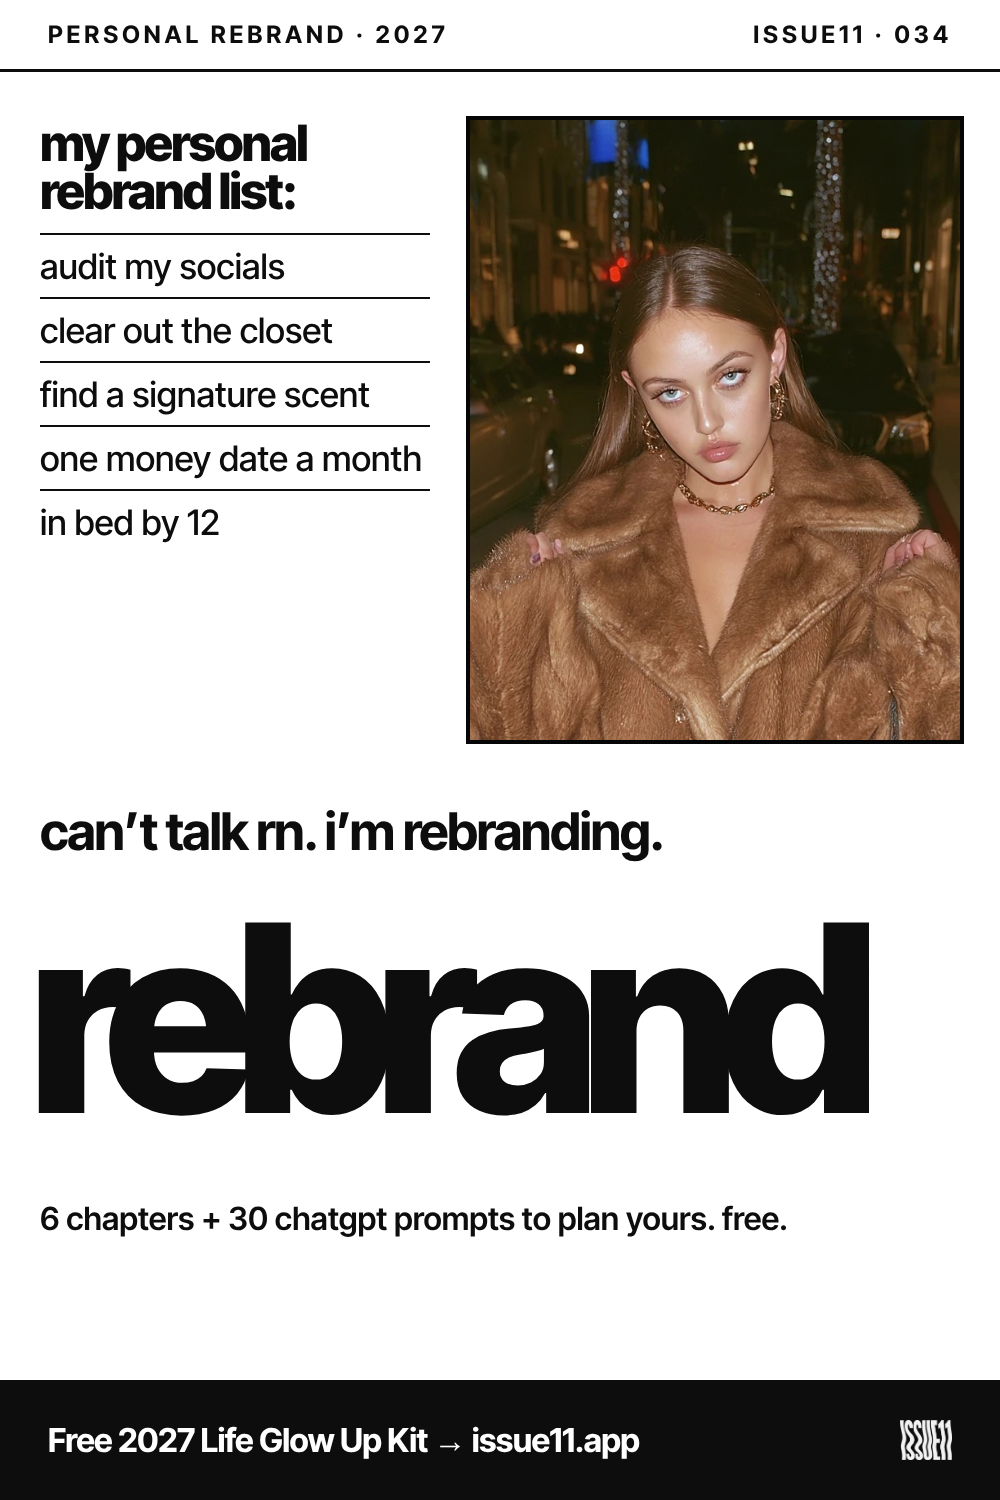 PERSONAL REBRAND · 2027
ISSUE11 · 034
my personal
rebrand list:
audit my socials
clear out the closet
find a signature scent
one money date a month
in bed by 12
can’t talk rn. i’m rebranding.
rebrand
6 chapters + 30 chatgpt prompts to plan yours. free.
Free 2027 Life Glow Up Kit → issue11.app
ISSUE11